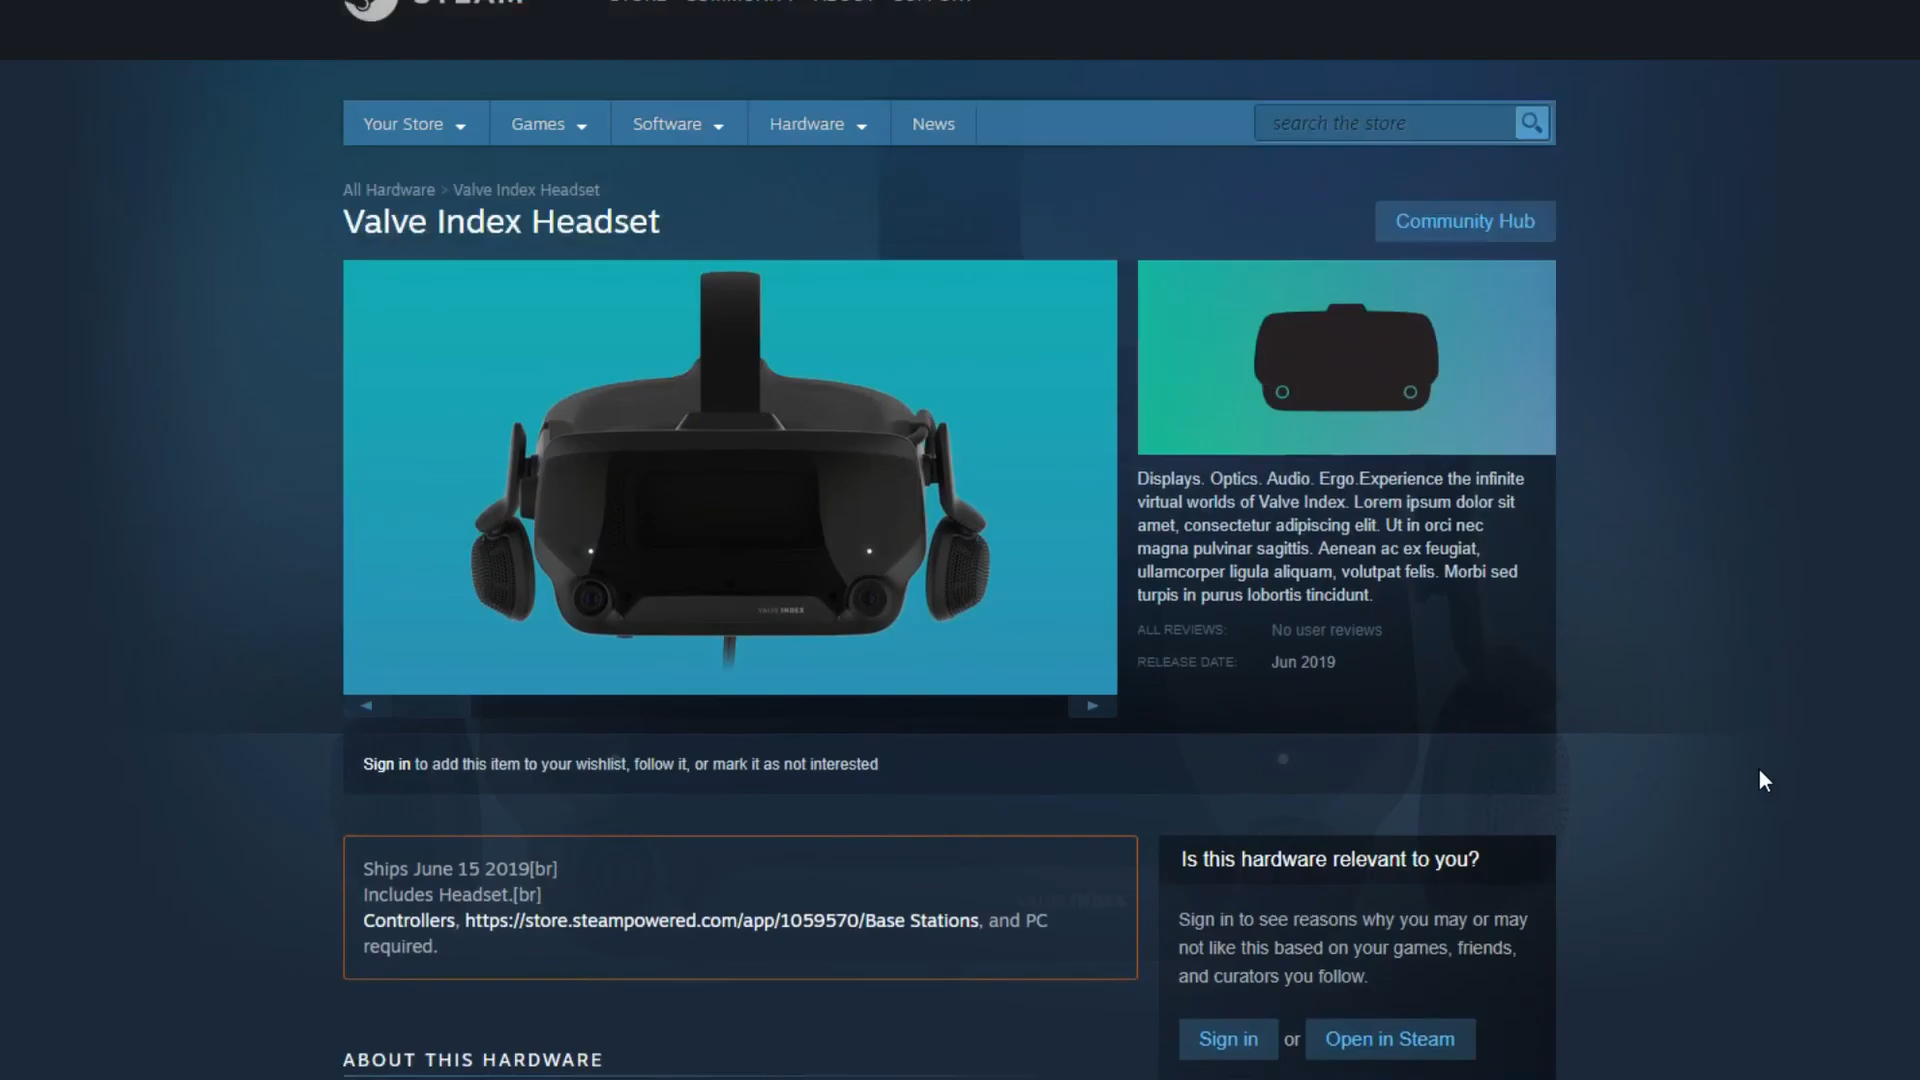 STEAM
STORE COMMUNITY ABOUT SUPPORT
Your Store
Games
Software
Hardware
News
search the store
All Hardware > Valve Index Headset
Valve Index Headset
Community Hub
VALVE INDEX
Displays. Optics. Audio. Ergo.Experience the infinite
virtual worlds of Valve Index. Lorem ipsum dolor sit
amet, consectetur adipiscing elit. Ut in orci nec
magna pulvinar sagittis. Aenean ac ex feugiat,
ullamcorper ligula aliquam, volutpat felis. Morbi sed
turpis in purus lobortis tincidunt.
ALL REVIEWS: No user reviews
RELEASE DATE: Jun 2019
Sign in to add this item to your wishlist, follow it, or mark it as not interested
Ships June 15 2019[br]
Includes Headset.[br]
Controllers, https://store.steampowered.com/app/1059570/Base Stations, and PC
required.
Is this hardware relevant to you?
Sign in to see reasons why you may or may
not like this based on your games, friends,
and curators you follow.
Sign in or Open in Steam
ABOUT THIS HARDWARE